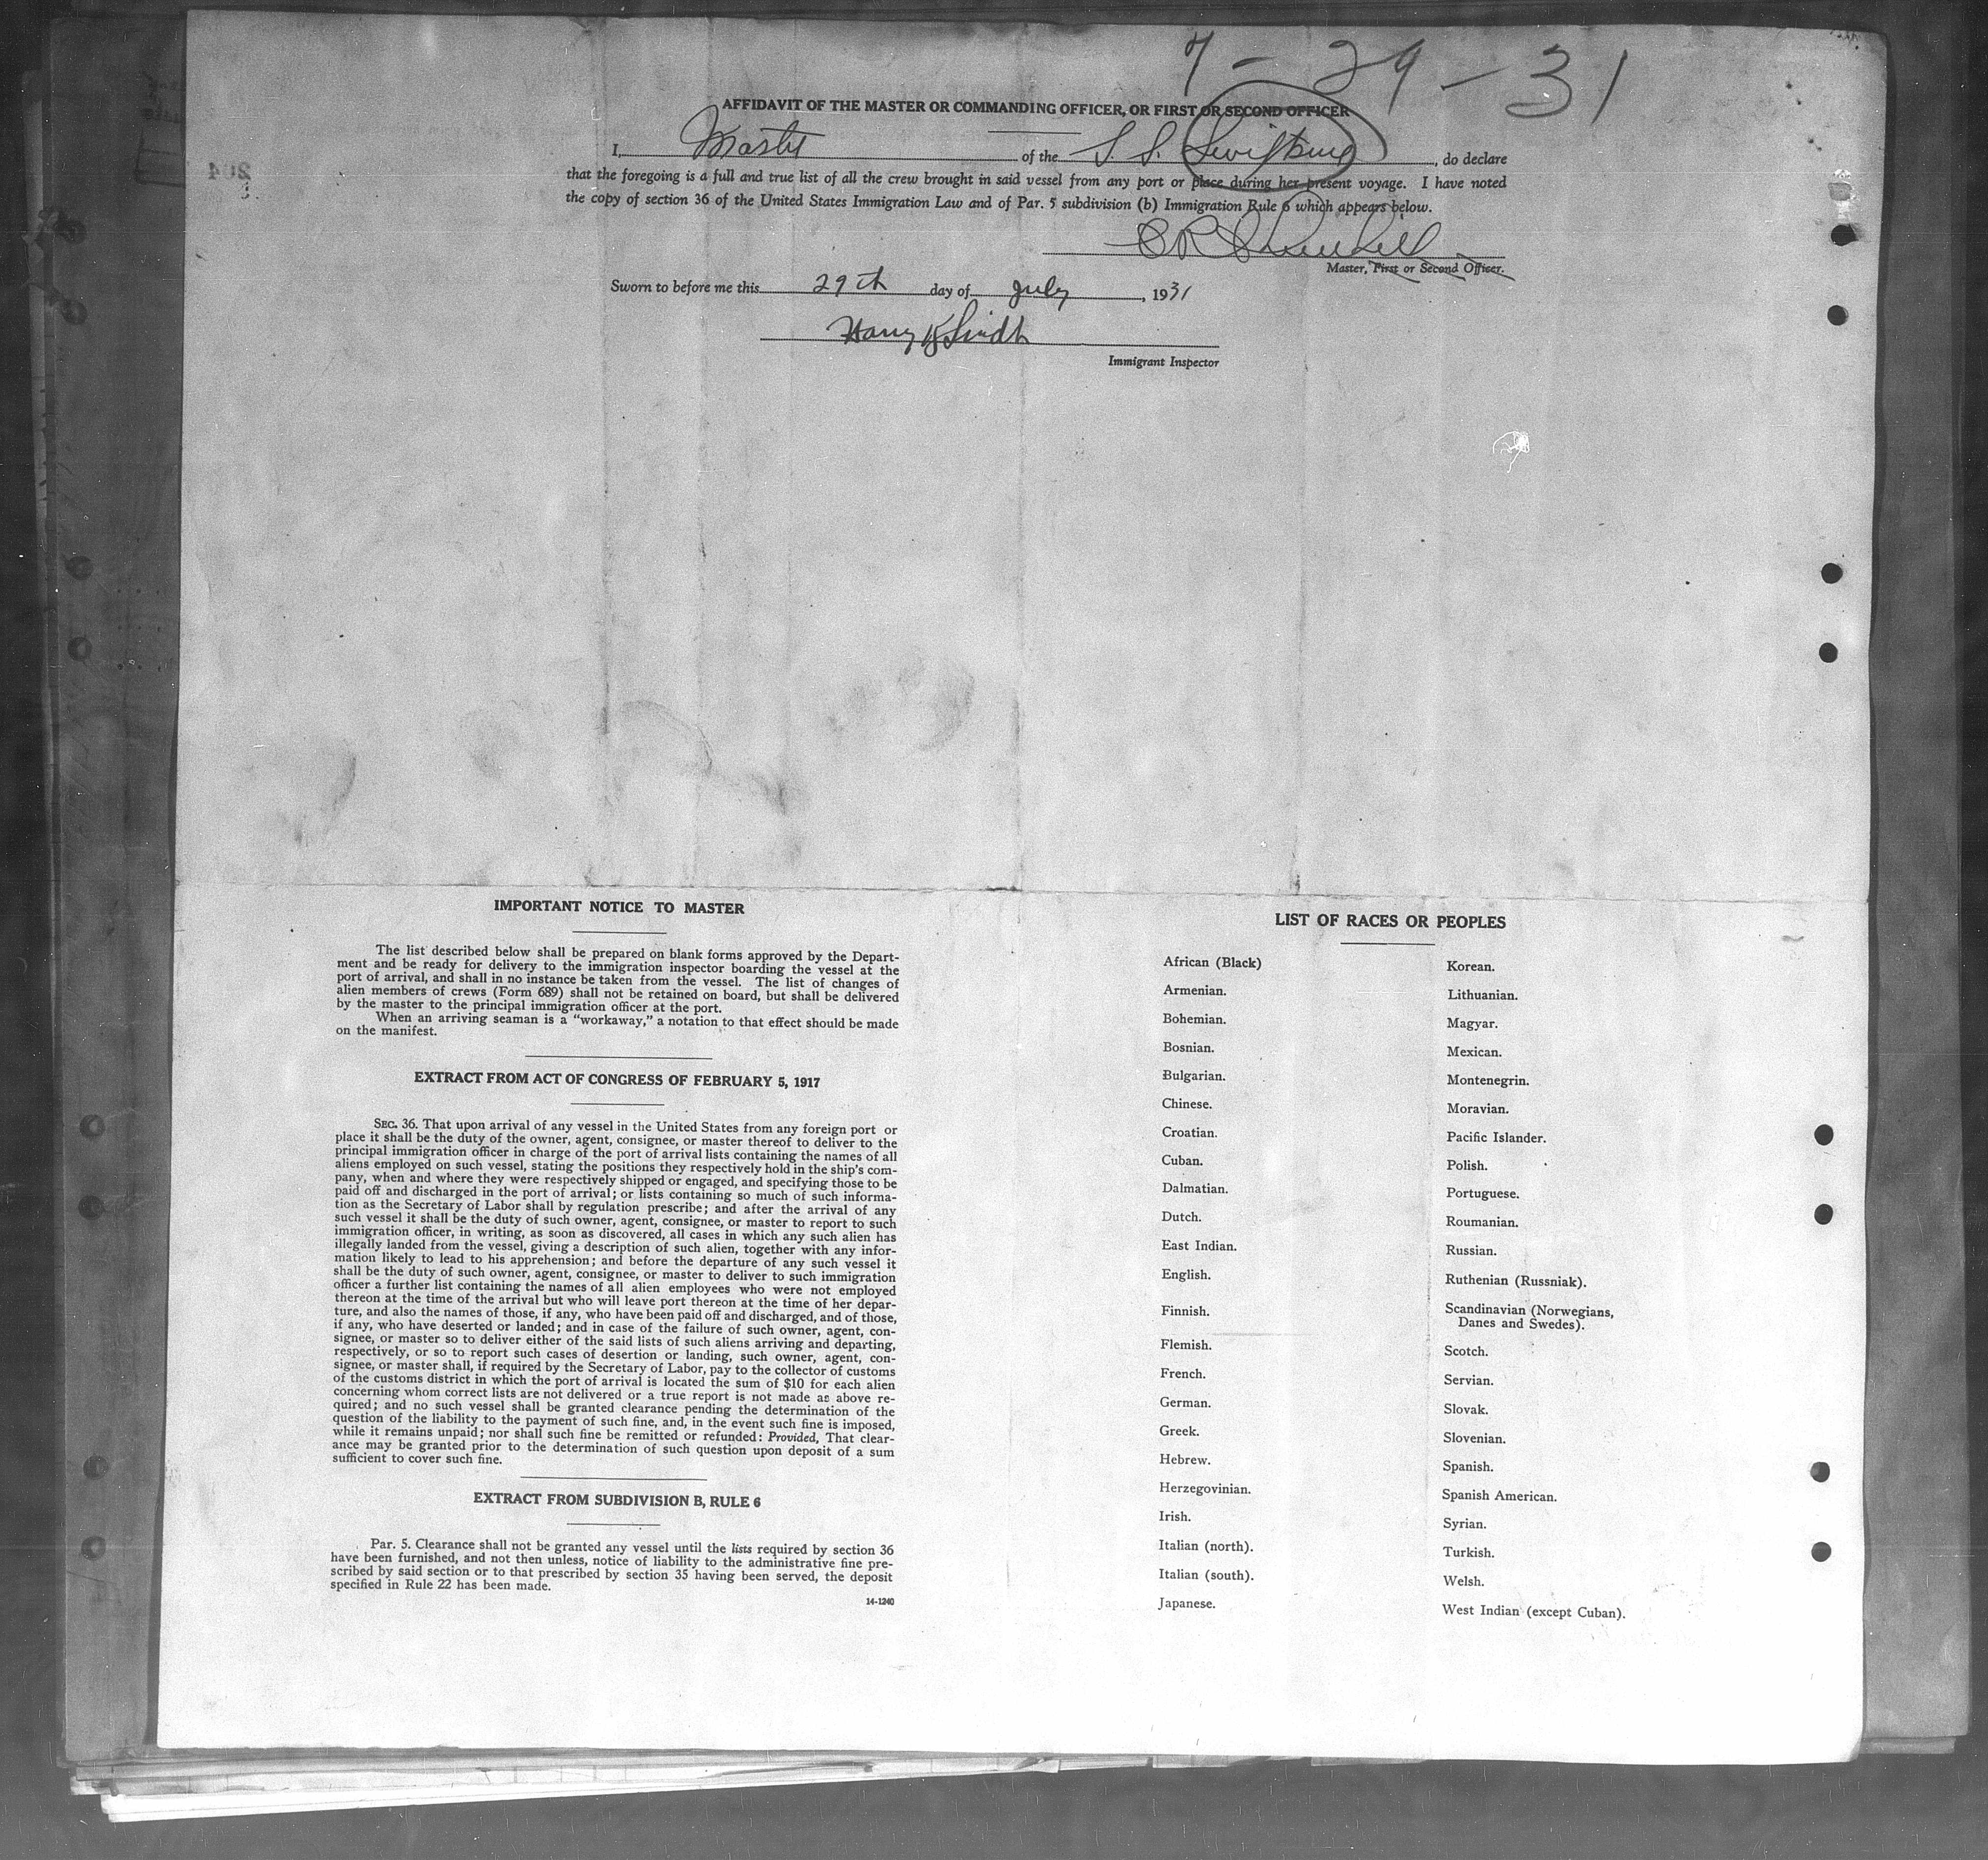 7-29-31
AFFIDAVIT OF THE MASTER OR COMMANDING OFFICER, OR FIRST OR SECOND OFFICER
I, Master of the S. S. , do declare
that the foregoing is a full and true list of all the crew brought in said vessel from any port or place during her present voyage. I have noted
the copy of section 36 of the United States Immigration Law and of Par. 5 subdivision (b) Immigration Rule 6 which appears below.
Master, First or Second Officer.
Sworn to before me this 29th day of July, 1931
Harry
Immigrant Inspector
IMPORTANT NOTICE TO MASTER
The list described below shall be prepared on blank forms approved by the Depart-
ment and be ready for delivery to the immigration inspector boarding the vessel at the
port of arrival, and shall in no instance be taken from the vessel. The list of changes of
alien members of crews (Form 689) shall not be retained on board, but shall be delivered
by the master to the principal immigration officer at the port.
When an arriving seaman is a "workaway," a notation to that effect should be made
on the manifest.
EXTRACT FROM ACT OF CONGRESS OF FEBRUARY 5, 1917
SEC. 36. That upon arrival of any vessel in the United States from any foreign port or
place it shall be the duty of the owner, agent, consignee, or master thereof to deliver to the
principal immigration officer in charge of the port of arrival lists containing the names of all
aliens employed on such vessel, stating the positions they respectively hold in the ship's com-
pany, when and where they were respectively shipped or engaged, and specifying those to be
paid off and discharged in the port of arrival; or lists containing so much of such informa-
tion as the Secretary of Labor shall by regulation prescribe; and after the arrival of any
such vessel it shall be the duty of such owner, agent, consignee, or master to report to such
immigration officer, in writing, as soon as discovered, all cases in which any such alien has
illegally landed from the vessel, giving a description of such alien, together with any infor-
mation likely to lead to his apprehension; and before the departure of any such vessel it
shall be the duty of such owner, agent, consignee, or master to deliver to such immigration
officer a further list containing the names of all alien employees who were not employed
thereon at the time of the arrival but who will leave port thereon at the time of her depar-
ture, and also the names of those, if any, who have been paid off and discharged, and of those,
if any, who have deserted or landed; and in case of the failure of such owner, agent, con-
signee, or master so to deliver either of the said lists of such aliens arriving and departing,
respectively, or so to report such cases of desertion or landing, such owner, agent, con-
signee, or master shall, if required by the Secretary of Labor, pay to the collector of customs
of the customs district in which the port of arrival is located the sum of $10 for each alien
concerning whom correct lists are not delivered or a true report is not made as above re-
quired; and no such vessel shall be granted clearance pending the determination of the
question of the liability to the payment of such fine, and, in the event such fine is imposed,
while it remains unpaid; nor shall such fine be remitted or refunded: Provided, That clear-
ance may be granted prior to the determination of such question upon deposit of a sum
sufficient to cover such fine.
EXTRACT FROM SUBDIVISION B, RULE 6
Par. 5. Clearance shall not be granted any vessel until the lists required by section 36
have been furnished, and not then unless, notice of liability to the administrative fine pre-
scribed by said section or to that prescribed by section 35 having been served, the deposit
specified in Rule 22 has been made.
14-1240
LIST OF RACES OR PEOPLES
African (Black)
Armenian.
Bohemian.
Bosnian.
Bulgarian.
Chinese.
Croatian.
Cuban.
Dalmatian.
Dutch.
East Indian.
English.
Finnish.
Flemish.
French.
German.
Greek.
Hebrew.
Herzegovinian.
Irish.
Italian (north).
Italian (south).
Japanese.
Korean.
Lithuanian.
Magyar.
Mexican.
Montenegrin.
Moravian.
Pacific Islander.
Polish.
Portuguese.
Roumanian.
Russian.
Ruthenian (Russniak).
Scandinavian (Norwegians,
Danes and Swedes).
Scotch.
Servian.
Slovak.
Slovenian.
Spanish.
Spanish American.
Syrian.
Turkish.
Welsh.
West Indian (except Cuban).